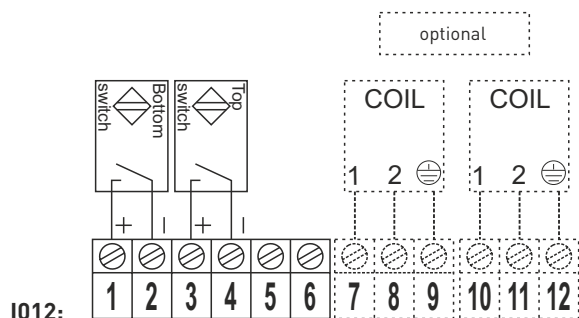 optional
Bottom
switch
Top
switch
COIL
COIL
1 2
1 2
+ –
+ –
1 2 3 4 5 6 7 8 9 10 11 12
I012: